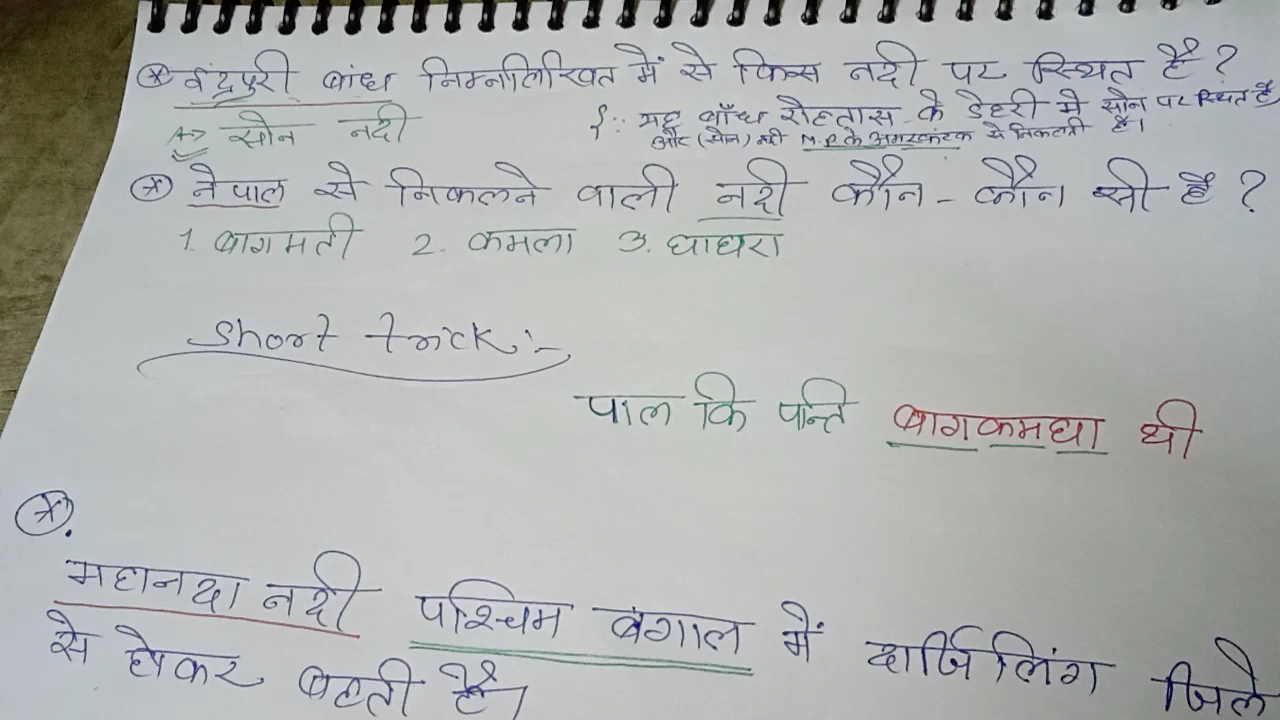 इंद्रपुरी बांध निम्नलिखित में से किस नदी पर स्थित है ?
A→ सोन नदी
∴ यह बाँध रोहतास के डेहरी में सोन पर स्थित है
और (सोन) नदी M.P के अमरकंटक से निकलती है।
नेपाल से निकलने वाली नदी कौन - कौन सी है ?
1. बागमती 2. कमला 3. घाघरा
Short trick :-
पाल कि पत्नि बागकमघा थी
महानदा नदी पश्चिम बंगाल में दार्जिलिंग जिले
से होकर बहती है।